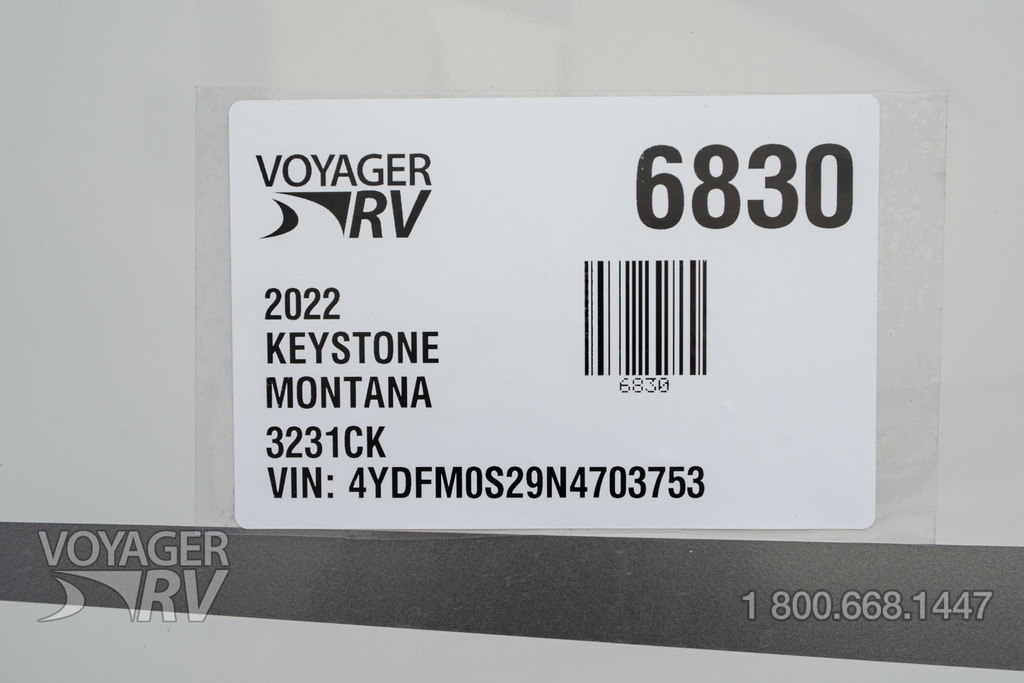 VOYAGER
RV
6830
6830
2022
KEYSTONE
MONTANA
3231CK
VIN: 4YDFM0S29N4703753
VOYAGER
RV
1 800.668.1447